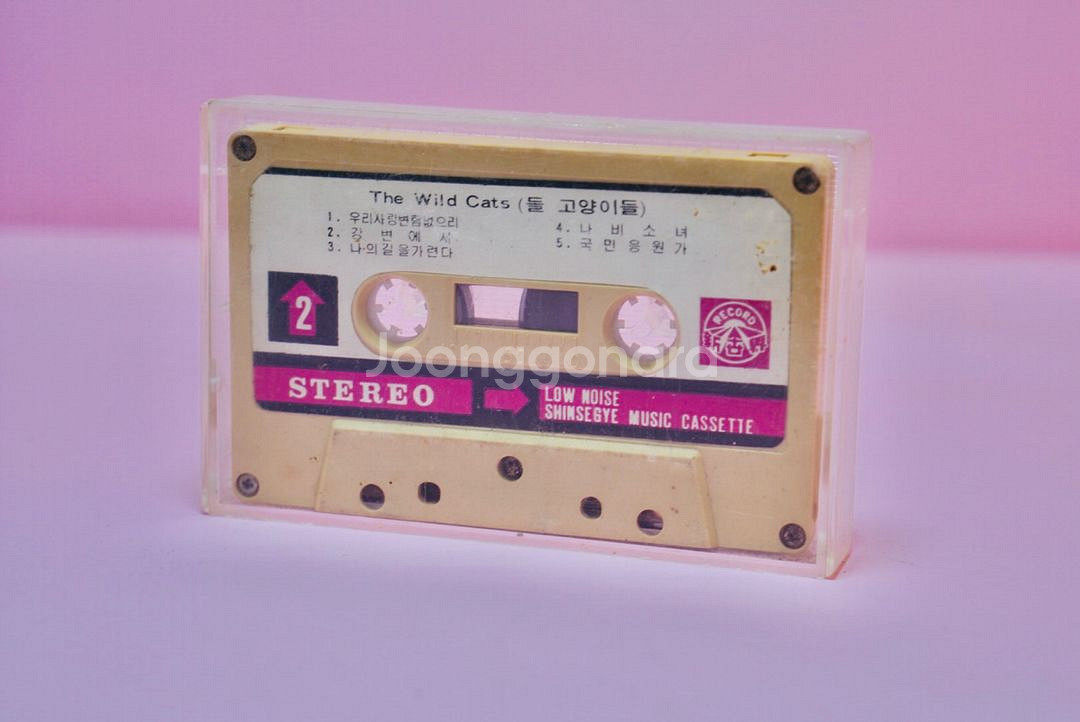 The Wild Cats (돌 고양이들)
1. 우리사랑변함없으리
2. 강 변 에 서
3. 나의길을가련다
4. 나 비 소 녀
5. 국 민 응 원 가
2
RECORD
新世界
Joonggonara
STEREO
LOW NOISE
SHINSEGYE MUSIC CASSETTE